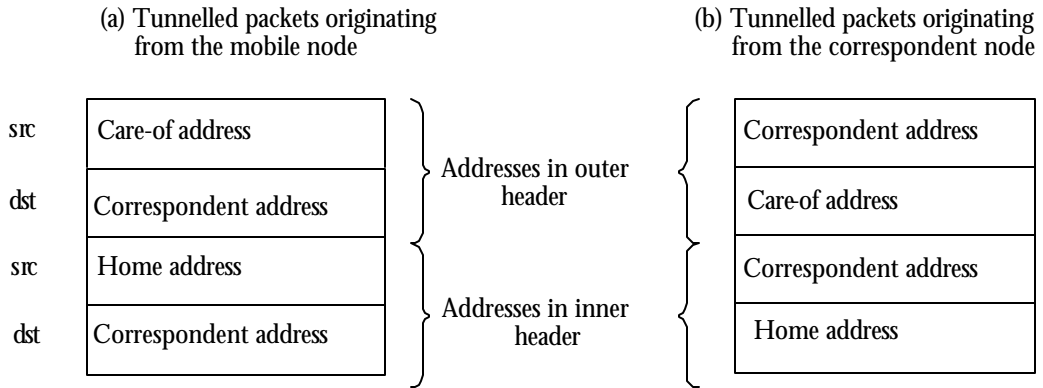 (a) Tunnelled packets originating
from the mobile node
(b) Tunnelled packets originating
from the correspondent node
src
Care-of address
dst
Correspondent address
src
Home address
dst
Correspondent address
Addresses in outer
header
Addresses in inner
header
Correspondent address
Care-of address
Correspondent address
Home address